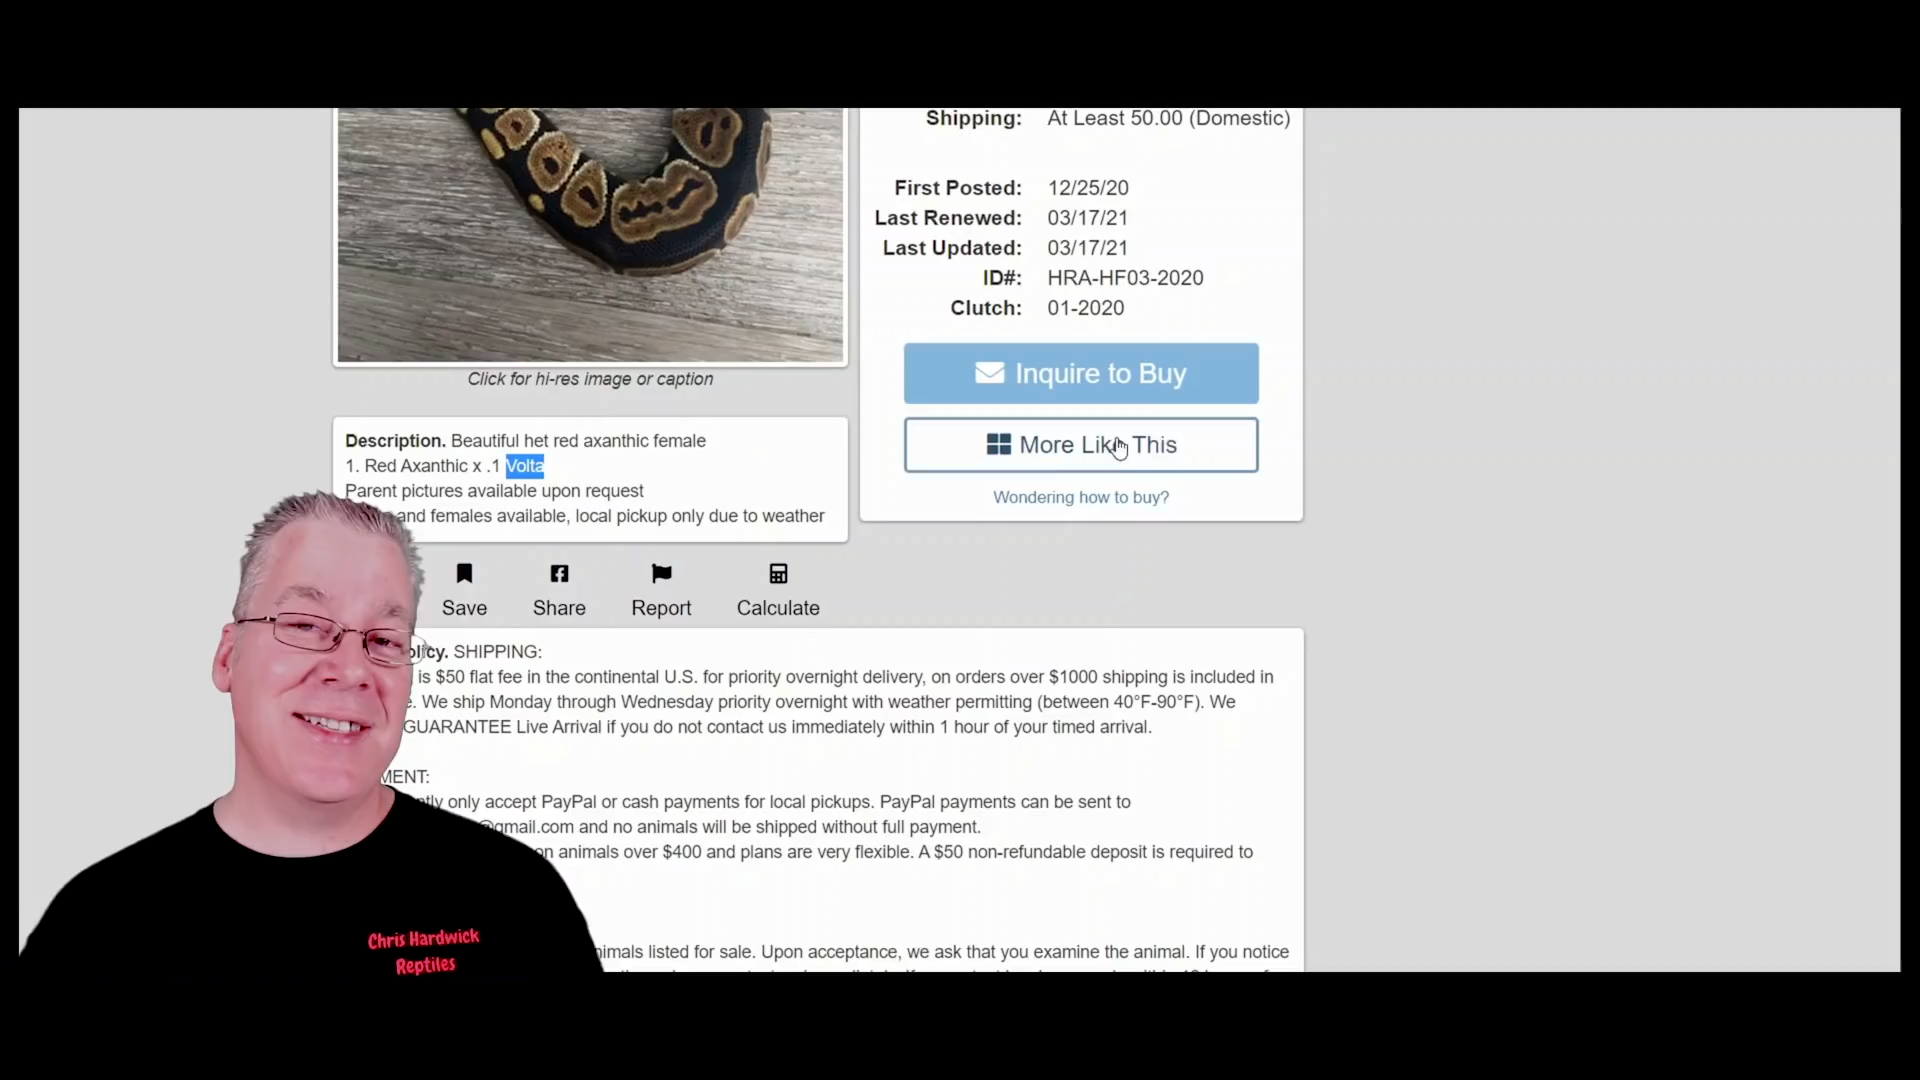 Shipping: At Least 50.00 (Domestic)
First Posted: 12/25/20
Last Renewed: 03/17/21
Last Updated: 03/17/21
ID#: HRA-HF03-2020
Clutch: 01-2020
Inquire to Buy
More Like This
Wondering how to buy?
Click for hi-res image or caption
Description. Beautiful het red axanthic female
1. Red Axanthic x .1 Volta
Parent pictures available upon request
and females available, local pickup only due to weather
Save
Share
Report
Calculate
SHIPPING:
is $50 flat fee in the continental U.S. for priority overnight delivery, on orders over $1000 shipping is included in
We ship Monday through Wednesday priority overnight with weather permitting (between 40°F-90°F). We
GUARANTEE Live Arrival if you do not contact us immediately within 1 hour of your timed arrival.
MENT:
only accept PayPal or cash payments for local pickups. PayPal payments can be sent to
@gmail.com and no animals will be shipped without full payment.
on animals over $400 and plans are very flexible. A $50 non-refundable deposit is required to
listed for sale. Upon acceptance, we ask that you examine the animal. If you notice
Chris Hardwick
Reptiles